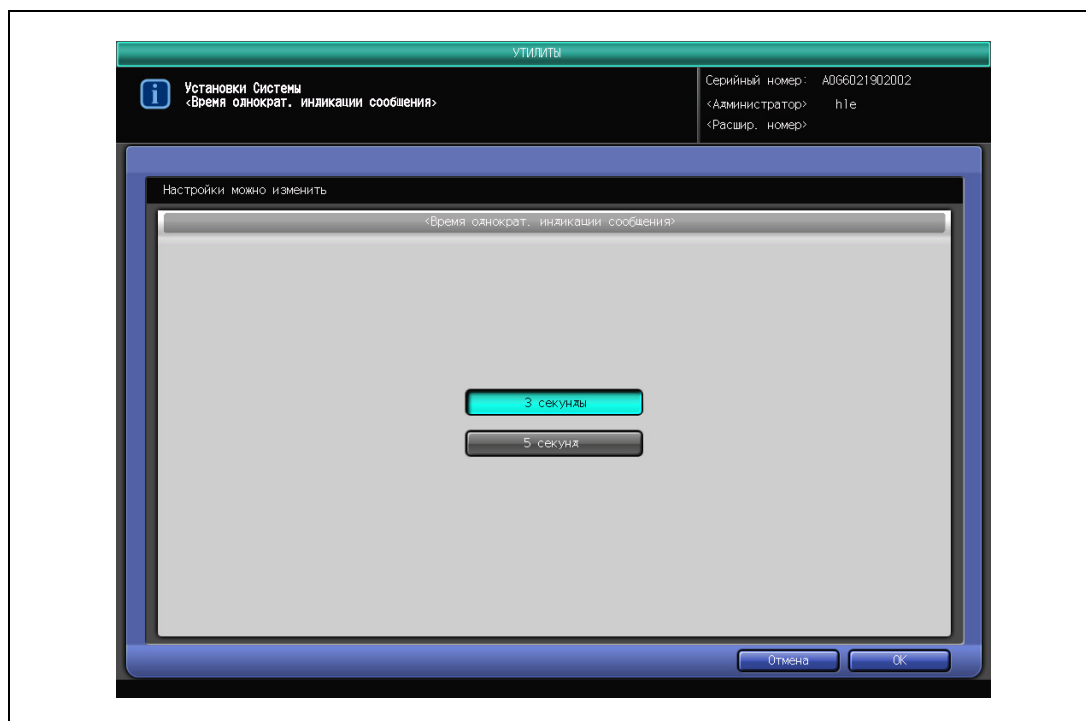 УТИЛИТЫ
Установки Системы
<Время однократ. индикации сообщения>
Серийный номер: A0G6021902002
<Администратор> hle
<Расшир. номер>
Настройки можно изменить
<Время однократ. индикации сообщения>
3 секунды
5 секунд
Отмена
OK